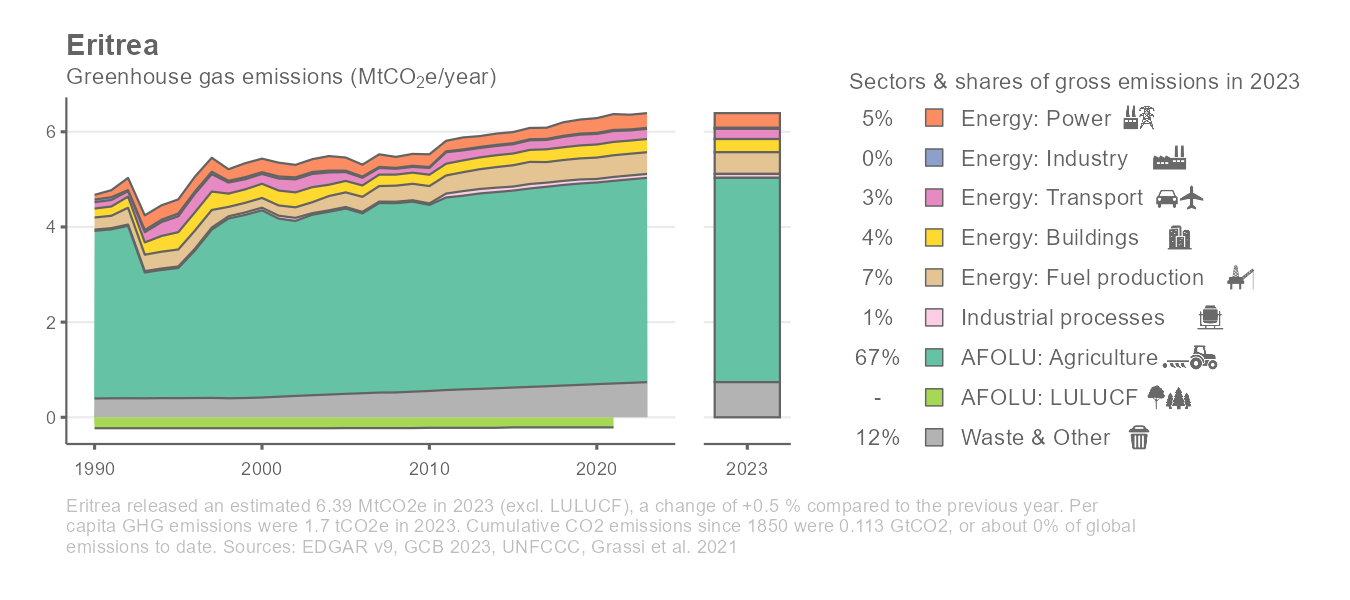 Eritrea
Greenhouse gas emissions (MtCO₂e/year)
6
4
2
0
1990
2000
2010
2020
2023
Sectors & shares of gross emissions in 2023
5% Energy: Power
0% Energy: Industry
3% Energy: Transport
4% Energy: Buildings
7% Energy: Fuel production
1% Industrial processes
67% AFOLU: Agriculture
- AFOLU: LULUCF
12% Waste & Other
Eritrea released an estimated 6.39 MtCO2e in 2023 (excl. LULUCF), a change of +0.5 % compared to the previous year. Per
capita GHG emissions were 1.7 tCO2e in 2023. Cumulative CO2 emissions since 1850 were 0.113 GtCO2, or about 0% of global
emissions to date. Sources: EDGAR v9, GCB 2023, UNFCCC, Grassi et al. 2021